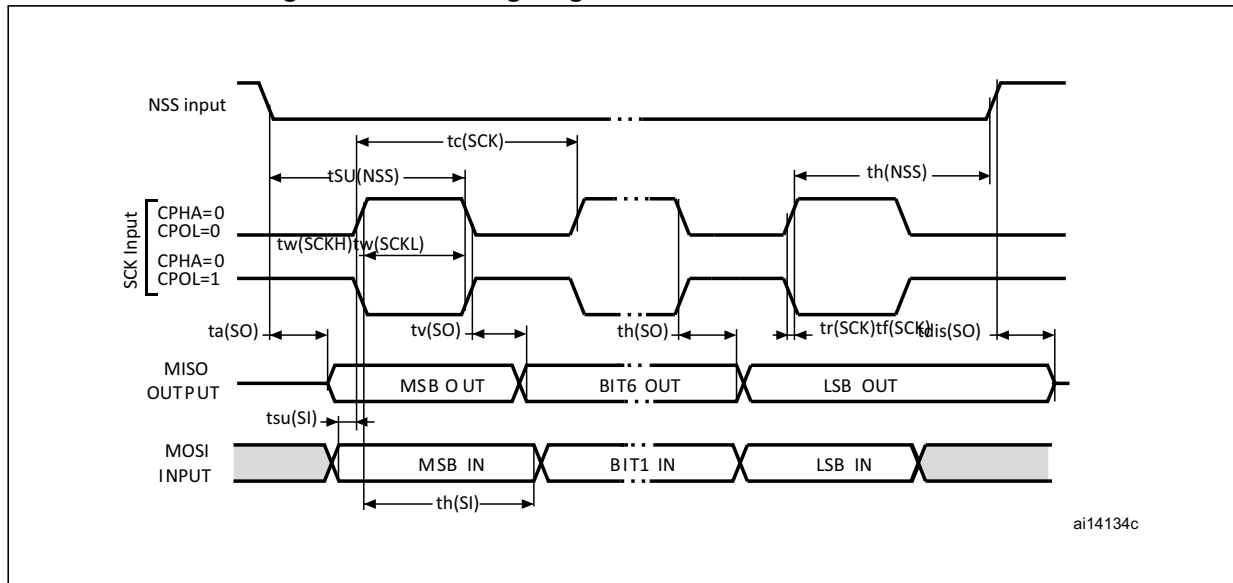 NSS input
tc(SCK)
tSU(NSS)
th(NSS)
SCK Input
CPHA=0
CPOL=0
tw(SCKH)tw(SCKL)
CPHA=0
CPOL=1
ta(SO)
tv(SO)
th(SO)
tr(SCK)tf(SCK)
tdis(SO)
MISO
OUTPUT
MSB OUT
BIT6 OUT
LSB OUT
tsu(SI)
MOSI
INPUT
MSB IN
BIT1 IN
LSB IN
th(SI)
ai14134c